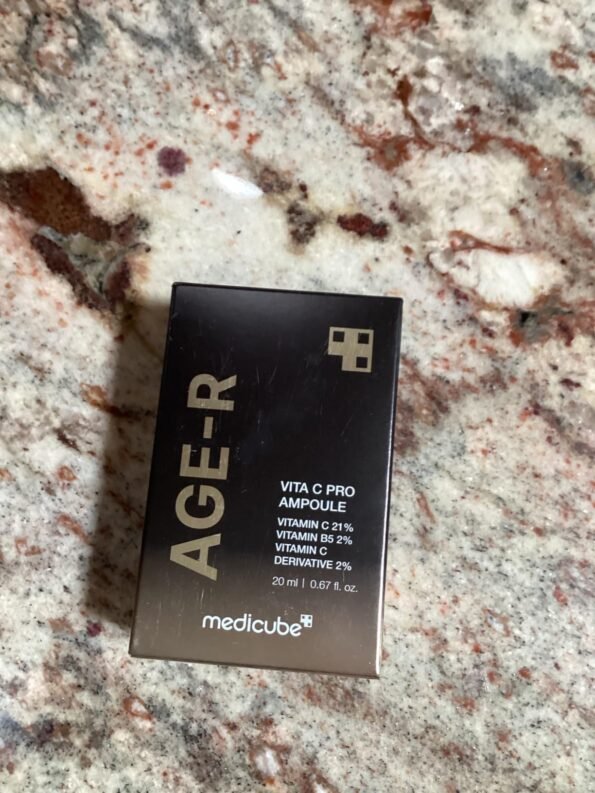 AGE-R
VITA C PRO
AMPOULE
VITAMIN C 21%
VITAMIN B5 2%
VITAMIN C
DERIVATIVE 2%
20 ml | 0.67 fl. oz.
medicube